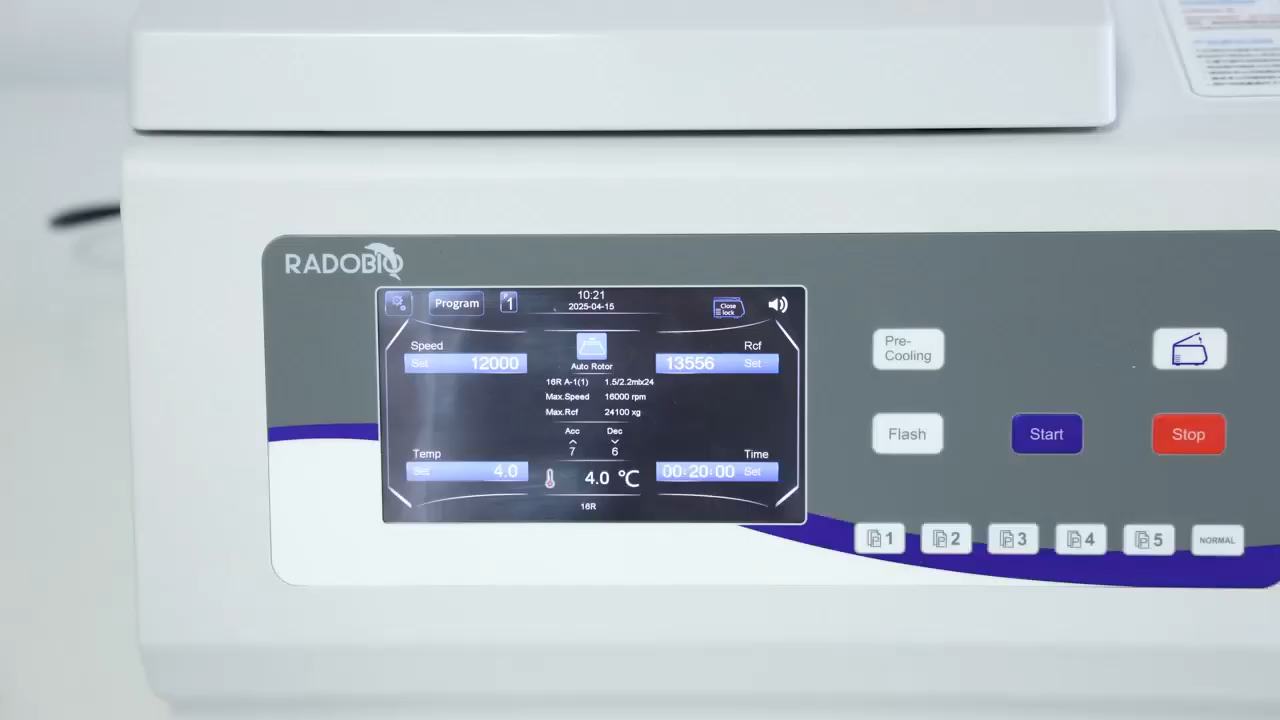 RADOBIO
Program
1
10:21
2025-04-15
Close
lock
Speed
Set 12000
Auto Rotor
Rcf
13556 Set
16R A-1(1) 1.5/2.2mlx24
Max.Speed 16000 rpm
Max.Rcf 24100 xg
Acc Dec
7 6
Temp
Set 4.0
4.0 °C
Time
00:20:00 Set
16R
Pre-
Cooling
Flash
Start
Stop
P 1
P 2
P 3
P 4
P 5
NORMAL